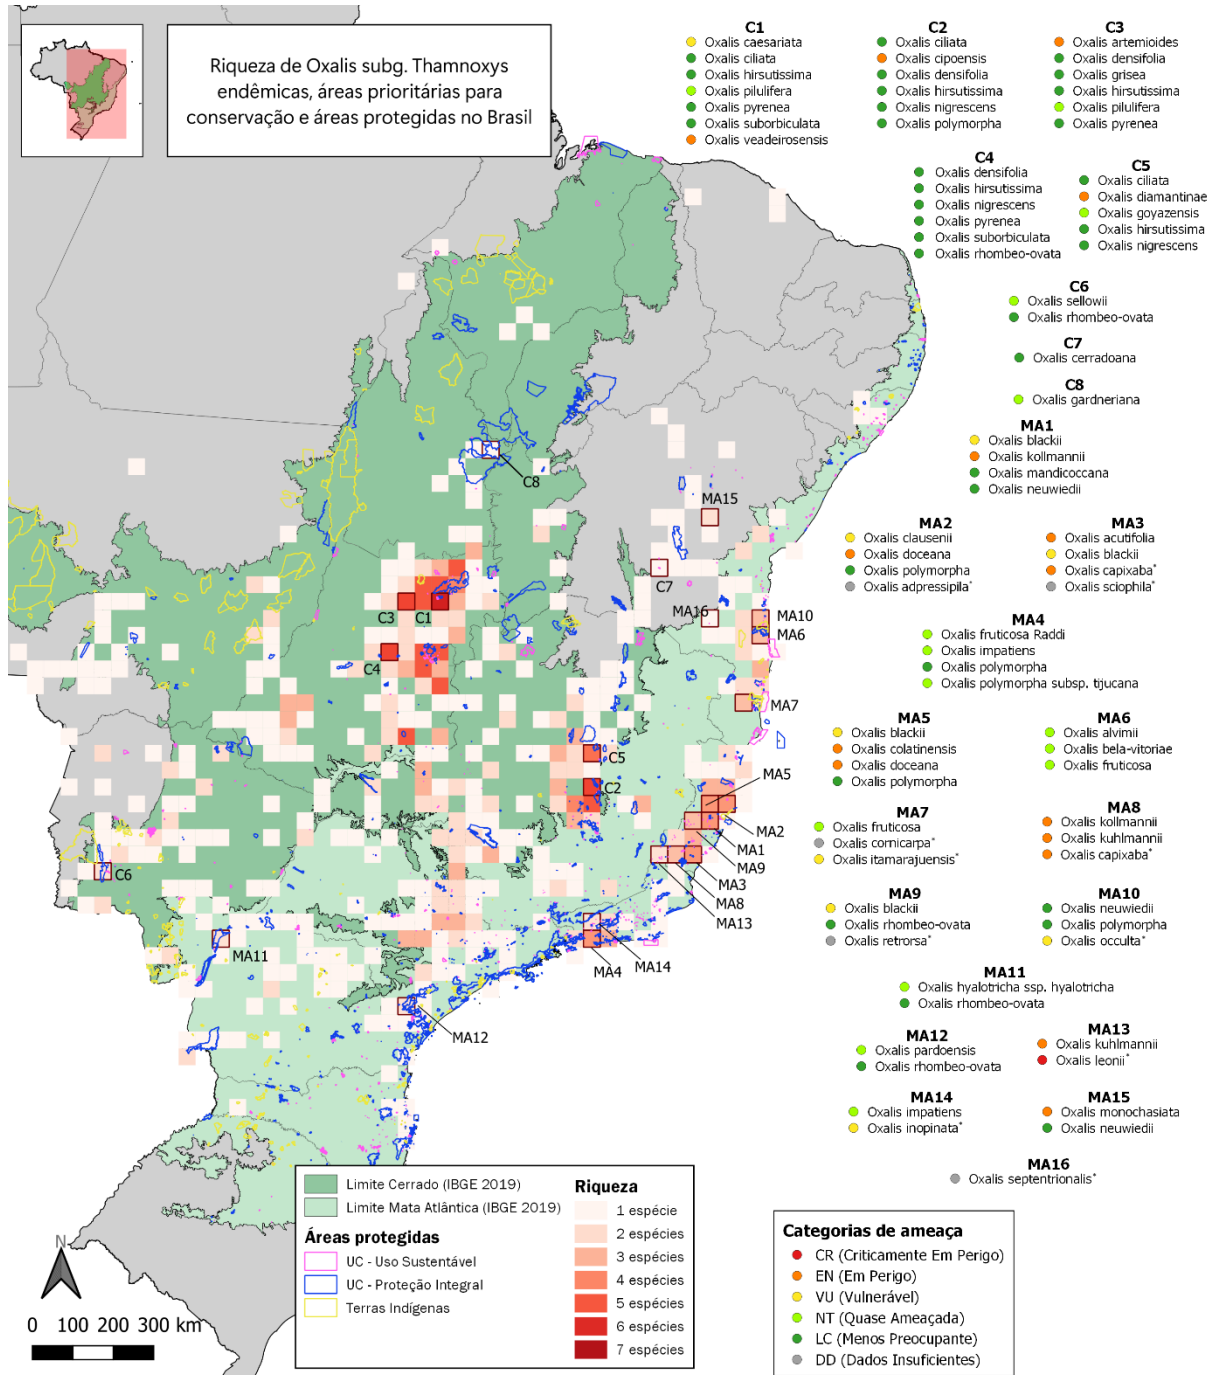 Riqueza de Oxalis subg. Thamnoxys
endêmicas, áreas prioritárias para
conservação e áreas protegidas no Brasil
C1
Oxalis caesariata
Oxalis ciliata
Oxalis hirsutissima
Oxalis pilulifera
Oxalis pyrenea
Oxalis suborbiculata
Oxalis veadeirosensis
C2
Oxalis ciliata
Oxalis cipoensis
Oxalis densifolia
Oxalis hirsutissima
Oxalis nigrescens
Oxalis polymorpha
C3
Oxalis artemioides
Oxalis densifolia
Oxalis grisea
Oxalis hirsutissima
Oxalis pilulifera
Oxalis pyrenea
C4
Oxalis densifolia
Oxalis hirsutissima
Oxalis nigrescens
Oxalis pyrenea
Oxalis suborbiculata
Oxalis rhombeo-ovata
C5
Oxalis ciliata
Oxalis diamantinae
Oxalis goyazensis
Oxalis hirsutissima
Oxalis nigrescens
C6
Oxalis sellowii
Oxalis rhombeo-ovata
C7
Oxalis cerradoana
C8
Oxalis gardneriana
MA1
Oxalis blackii
Oxalis kollmannii
Oxalis mandioccana
Oxalis neuwiedii
MA2
Oxalis clausenii
Oxalis doceana
Oxalis polymorpha
Oxalis adpressipila*
MA3
Oxalis acutifolia
Oxalis blackii
Oxalis capixaba*
Oxalis sciophila*
MA4
Oxalis fruticosa Raddi
Oxalis impatiens
Oxalis polymorpha
Oxalis polymorpha subsp. tijucana
MA5
Oxalis blackii
Oxalis colatinensis
Oxalis doceana
Oxalis polymorpha
MA6
Oxalis alvimii
Oxalis bela-vitoriae
Oxalis fruticosa
MA7
Oxalis fruticosa
Oxalis cornicarpa*
Oxalis itamarajuensis*
MA8
Oxalis kollmannii
Oxalis kuhlmannii
Oxalis capixaba*
MA9
Oxalis blackii
Oxalis rhombeo-ovata
Oxalis retrorsa*
MA10
Oxalis neuwiedii
Oxalis polymorpha
Oxalis occulta*
MA11
Oxalis hyalotricha ssp. hyalotricha
Oxalis rhombeo-ovata
MA12
Oxalis pardoensis
Oxalis rhombeo-ovata
MA13
Oxalis kuhlmannii
Oxalis leonii*
MA14
Oxalis impatiens
Oxalis inopinata*
MA15
Oxalis monochasiata
Oxalis neuwiedii
MA16
Oxalis septentrionalis*
C8
MA15
C7
C3
C1
MA16
MA10
MA6
C4
MA7
C5
MA5
C2
MA2
MA1
MA9
C6
MA3
MA8
MA13
MA11
MA14
MA4
MA12
N
0 100 200 300 km
Limite Cerrado (IBGE 2019)
Limite Mata Atlântica (IBGE 2019)
Áreas protegidas
UC - Uso Sustentável
UC - Proteção Integral
Terras Indígenas
Riqueza
1 espécie
2 espécies
3 espécies
4 espécies
5 espécies
6 espécies
7 espécies
Categorias de ameaça
CR (Criticamente Em Perigo)
EN (Em Perigo)
VU (Vulnerável)
NT (Quase Ameaçada)
LC (Menos Preocupante)
DD (Dados Insuficientes)